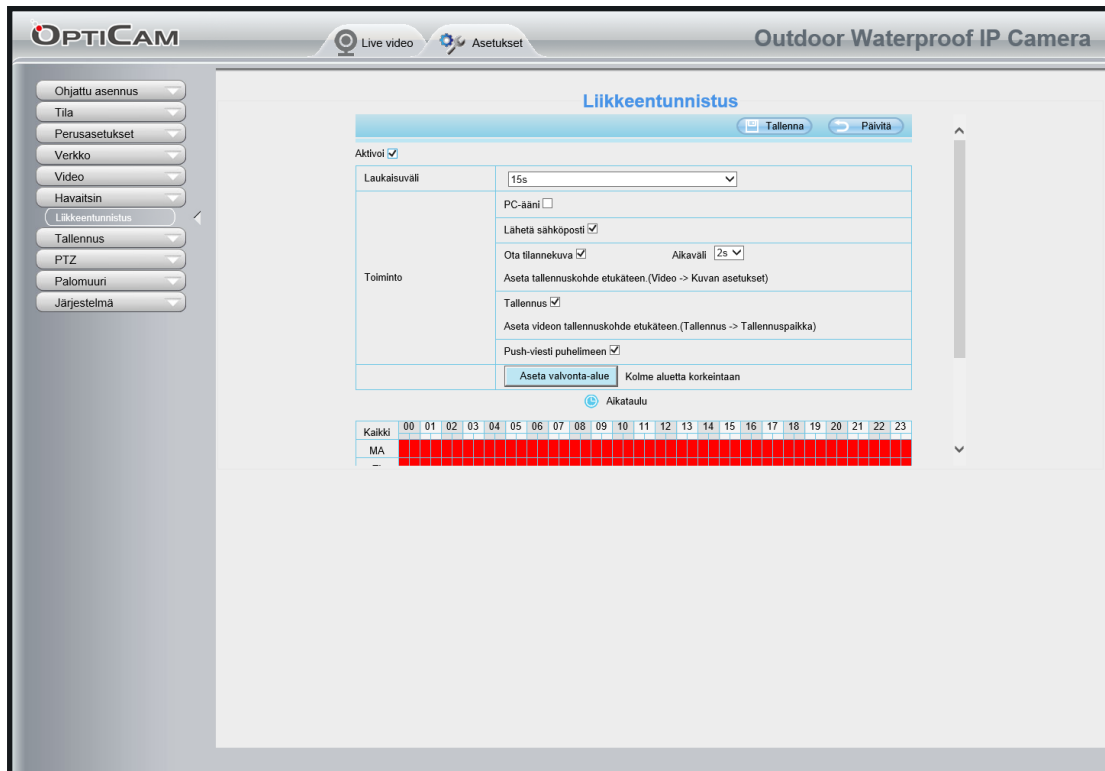 OPTICAM
Live video
Asetukset
Outdoor Waterproof IP Camera
Ohjattu asennus
Tila
Perusasetukset
Verkko
Video
Havaitsin
Liikkeentunnistus
Tallennus
PTZ
Palomuuri
Järjestelmä
Liikkeentunnistus
Tallenna
Päivitä
Aktivoi
Laukaisuväli
15s
Toiminto
PC-ääni
Lähetä sähköposti
Ota tilannekuva
Aikaväli
2s
Aseta tallennuskohde etukäteen.(Video -> Kuvan asetukset)
Tallennus
Aseta videon tallennuskohde etukäteen.(Tallennus -> Tallennuspaikka)
Push-viesti puhelimeen
Aseta valvonta-alue
Kolme aluetta korkeintaan
Aikataulu
Kaikki 00 01 02 03 04 05 06 07 08 09 10 11 12 13 14 15 16 17 18 19 20 21 22 23
MA